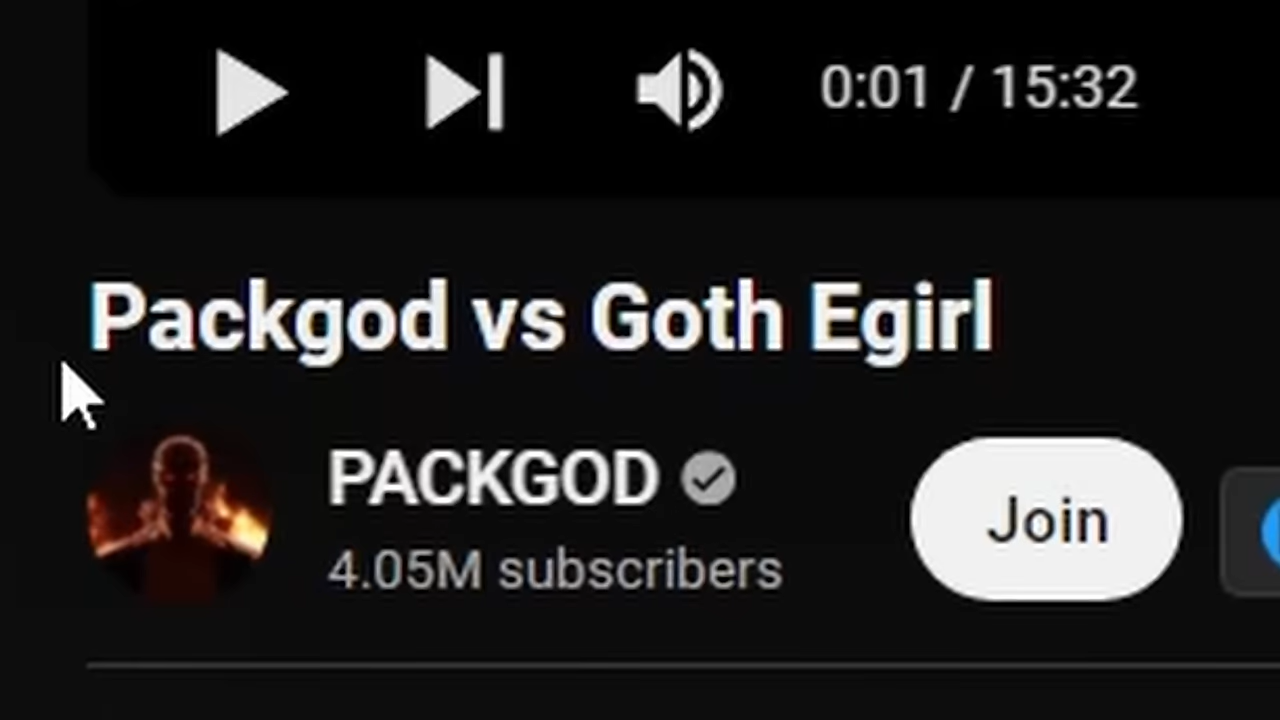 0:01 / 15:32
Packgod vs Goth Egirl
PACKGOD
Join
4.05M subscribers